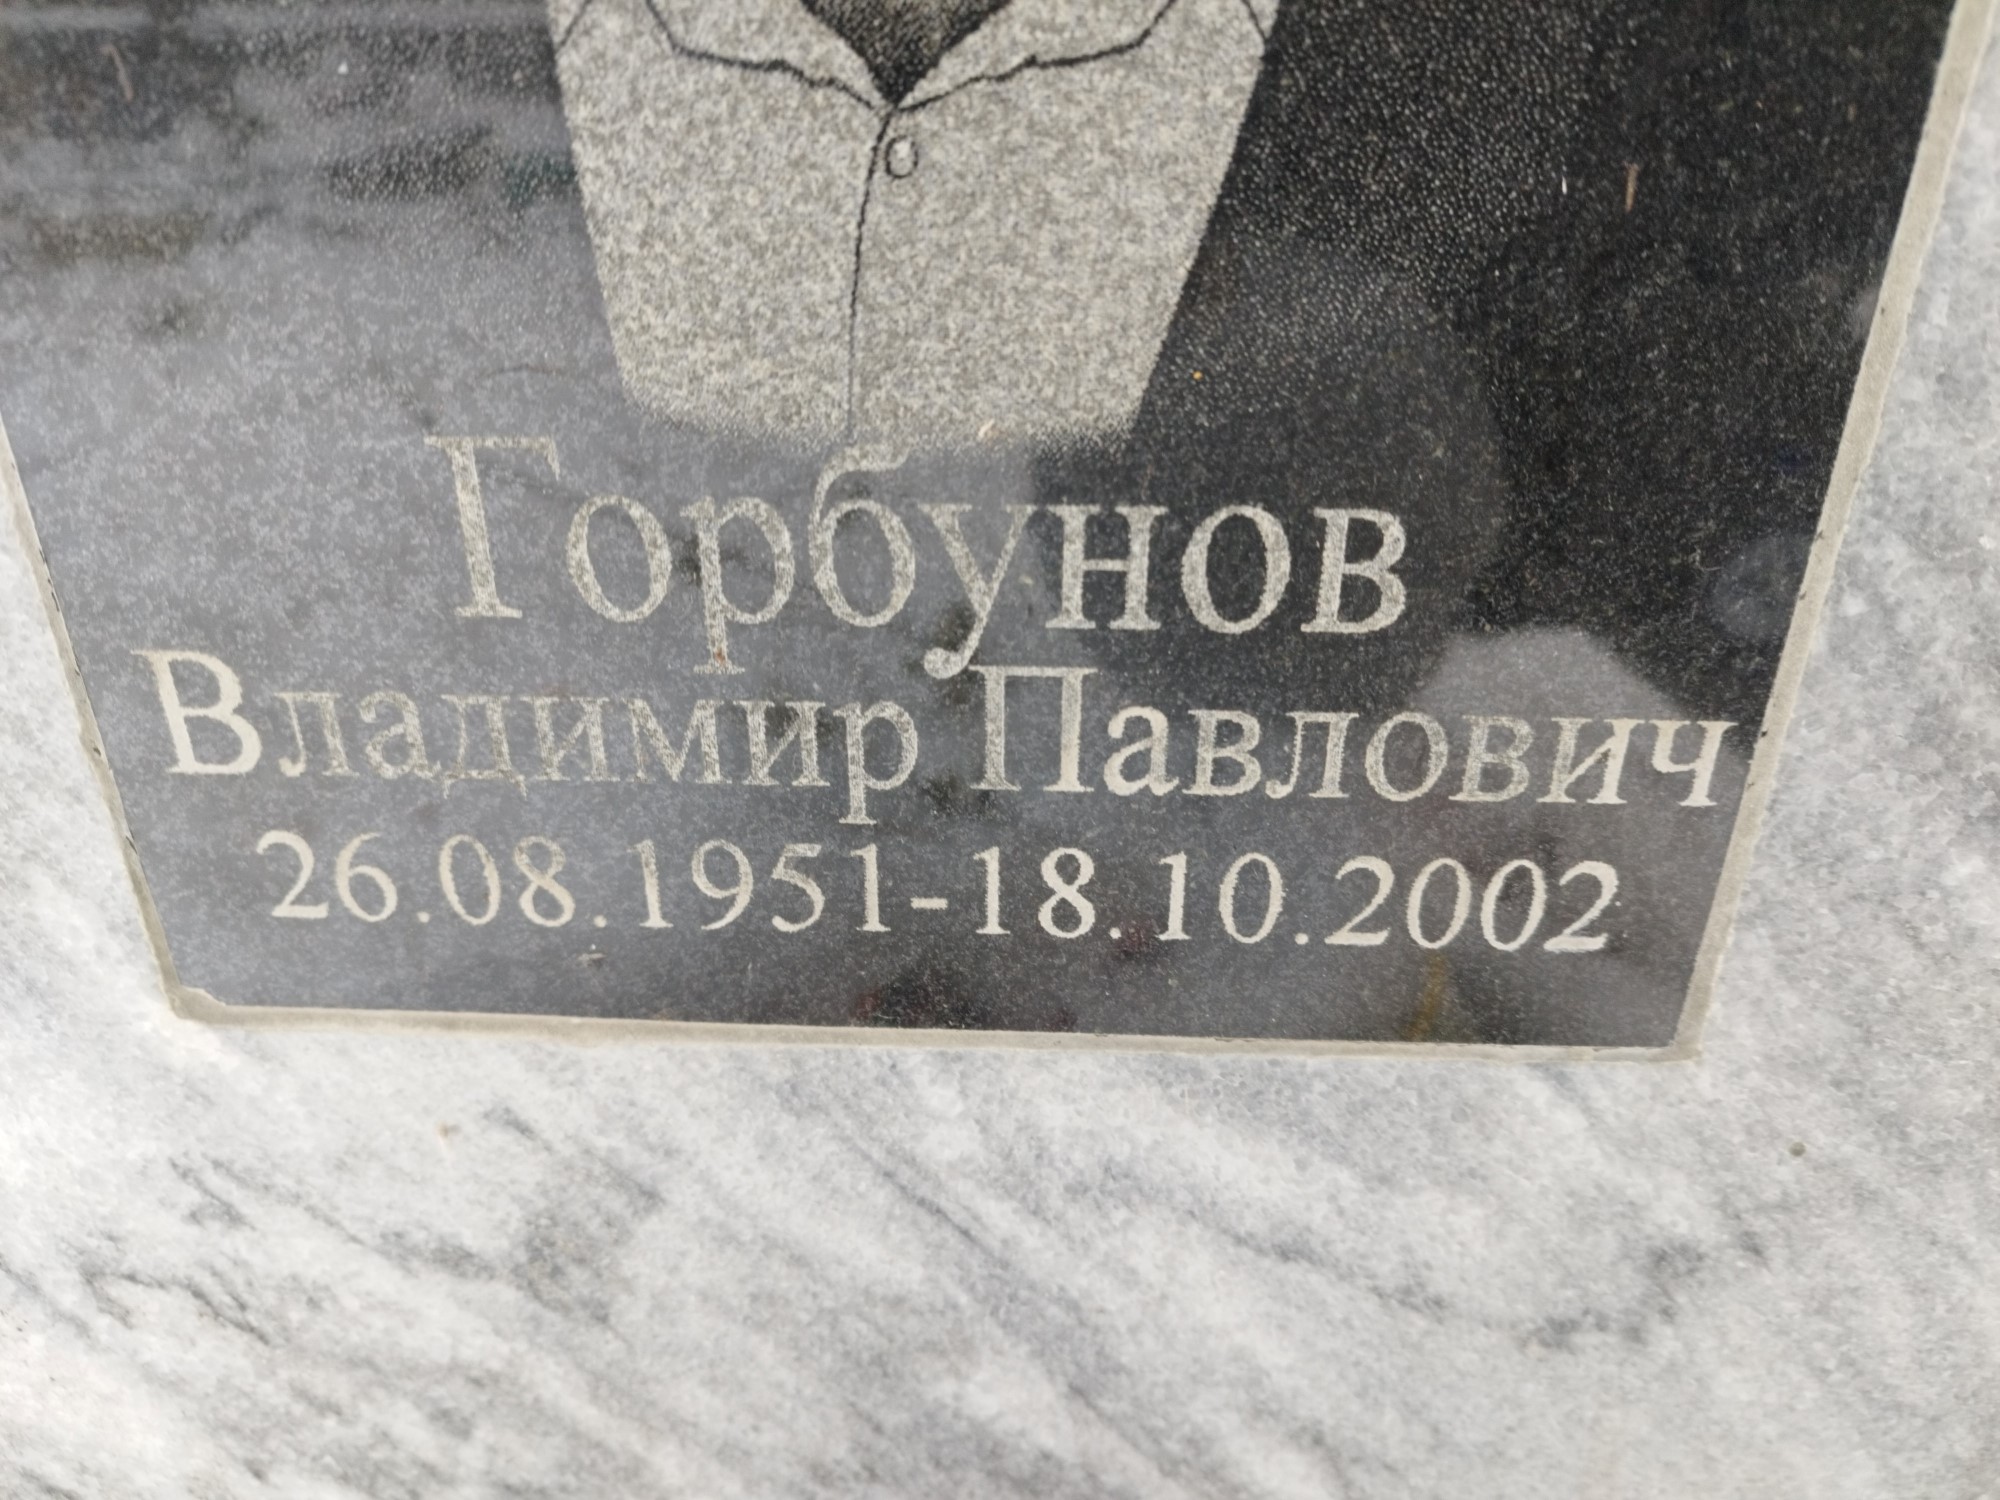 Горбунов
Владимир Павлович
26.08.1951-18.10.2002